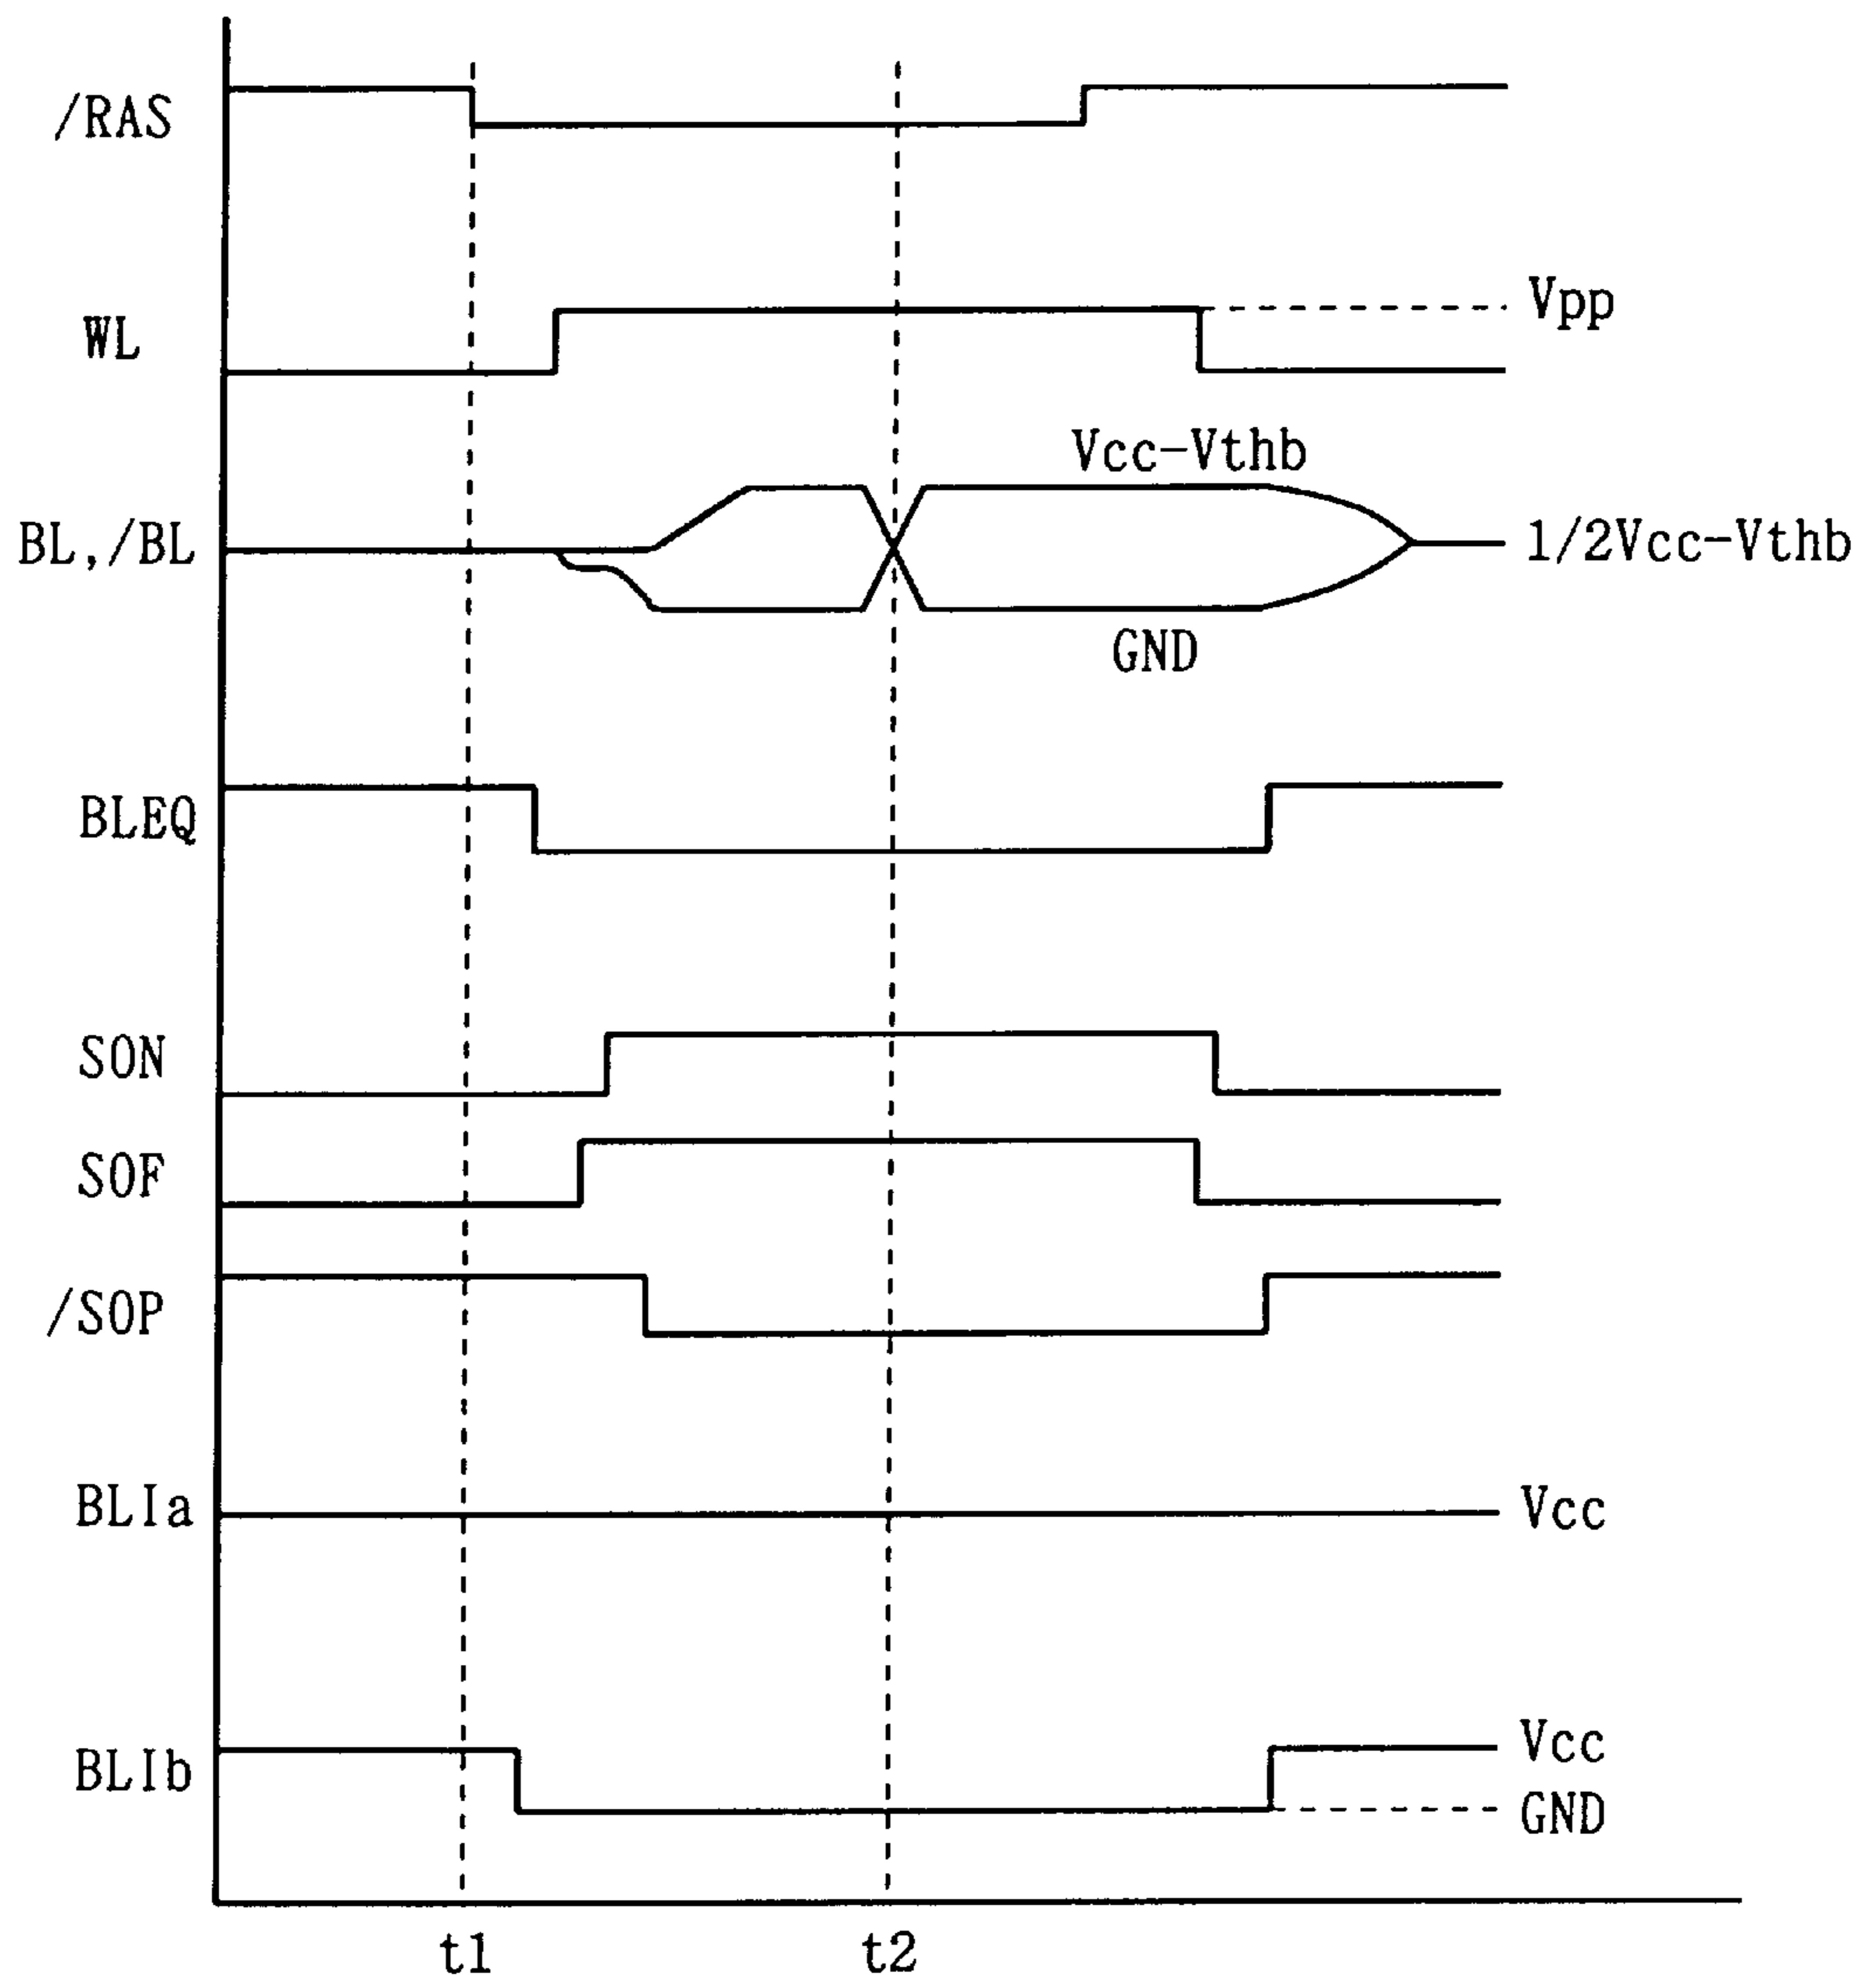 /RAS
WL
Vpp
Vcc-Vthb
BL,/BL
1/2Vcc-Vthb
GND
BLEQ
SON
SOF
/SOP
BLIa
Vcc
BLIb
Vcc
GND
t1
t2